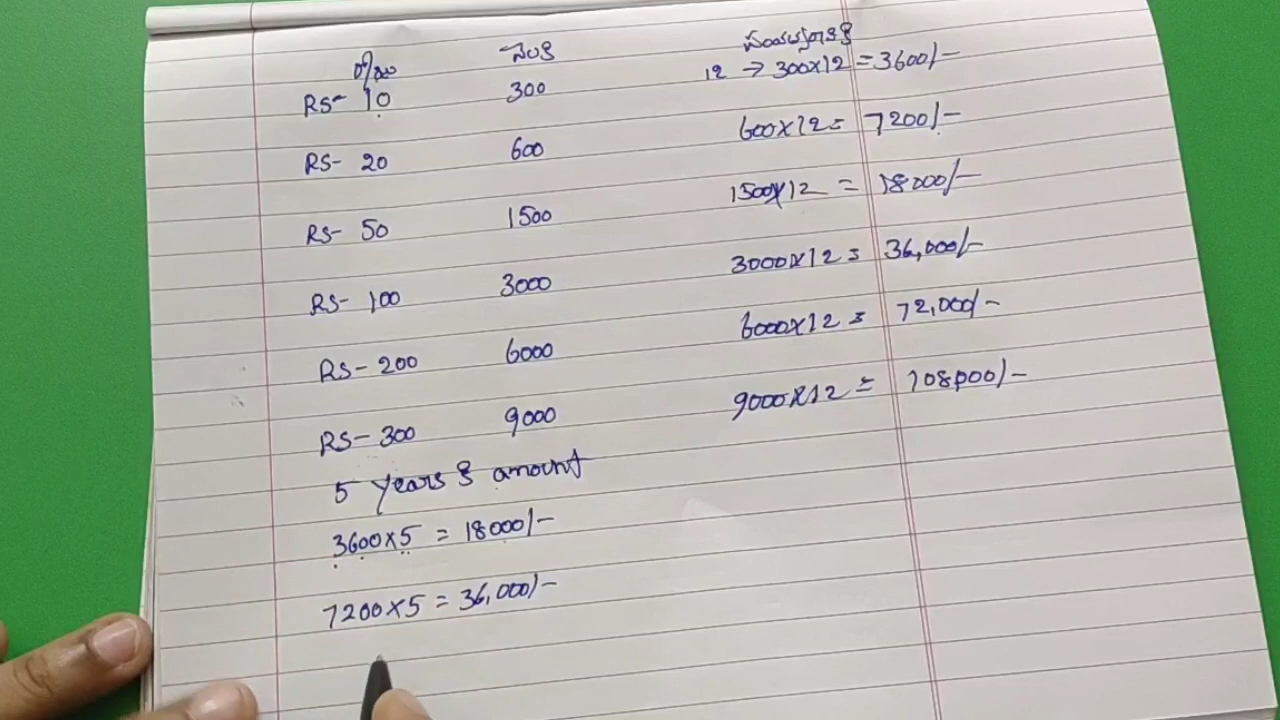 నెల
RS- 10 300 12 → 300x12 = 3600/-
RS- 20 600 600x12= 7200/-
RS- 50 1500 1500x12 = 18000/-
RS- 100 3000 3000x12= 36,000/-
RS- 200 6000 6000x12= 72,000/-
RS- 300 9000 9000x12= 108,000/-
5 years కి amount
3600x5 = 18000/-
7200x5 = 36,000/-